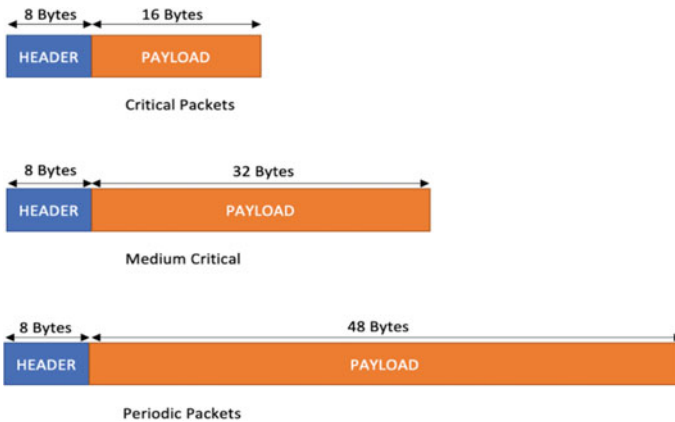 8 Bytes 16 Bytes
HEADER PAYLOAD
Critical Packets
8 Bytes 32 Bytes
HEADER PAYLOAD
Medium Critical
8 Bytes 48 Bytes
HEADER PAYLOAD
Periodic Packets